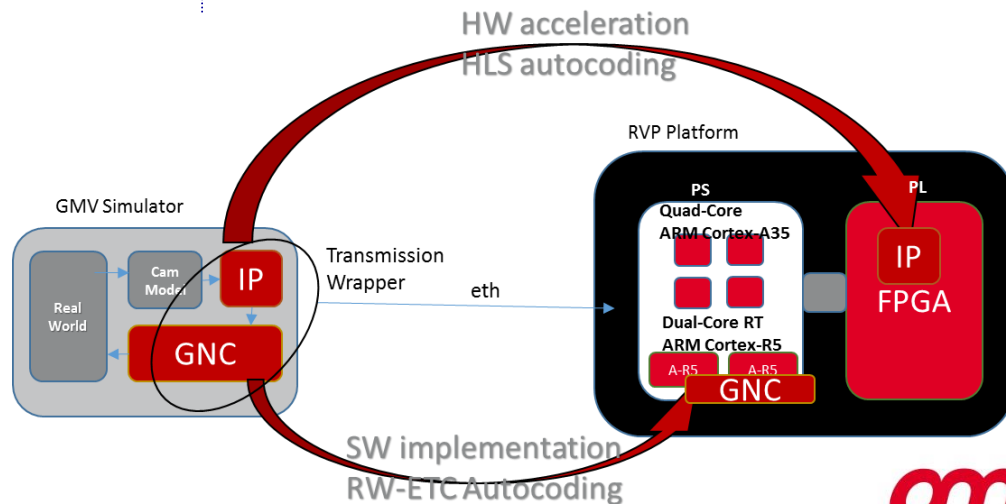 HW acceleration
HLS autocoding
RVP Platform
PS
PL
Quad-Core
ARM Cortex-A35
GMV Simulator
Transmission
Wrapper
Cam
Model
IP
IP
FPGA
Real
World
eth
Dual-Core RT
ARM Cortex-R5
GNC
A-R5
A-R5
GNC
SW implementation
RW-ETC Autocoding